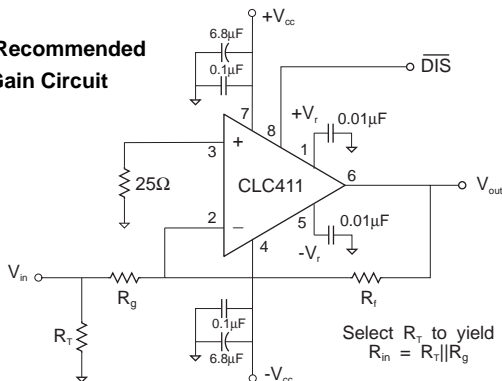 Recommended
Gain Circuit
+Vcc
6.8µF
0.1µF
DIS
7
8
+Vr
0.01µF
1
3
+
25Ω
CLC411
6
Vout
2
−
5
0.01µF
4
-Vr
Vin
Rg
Rf
RT
0.1µF
6.8µF
Select RT to yield
Rin = RT||Rg
-Vcc